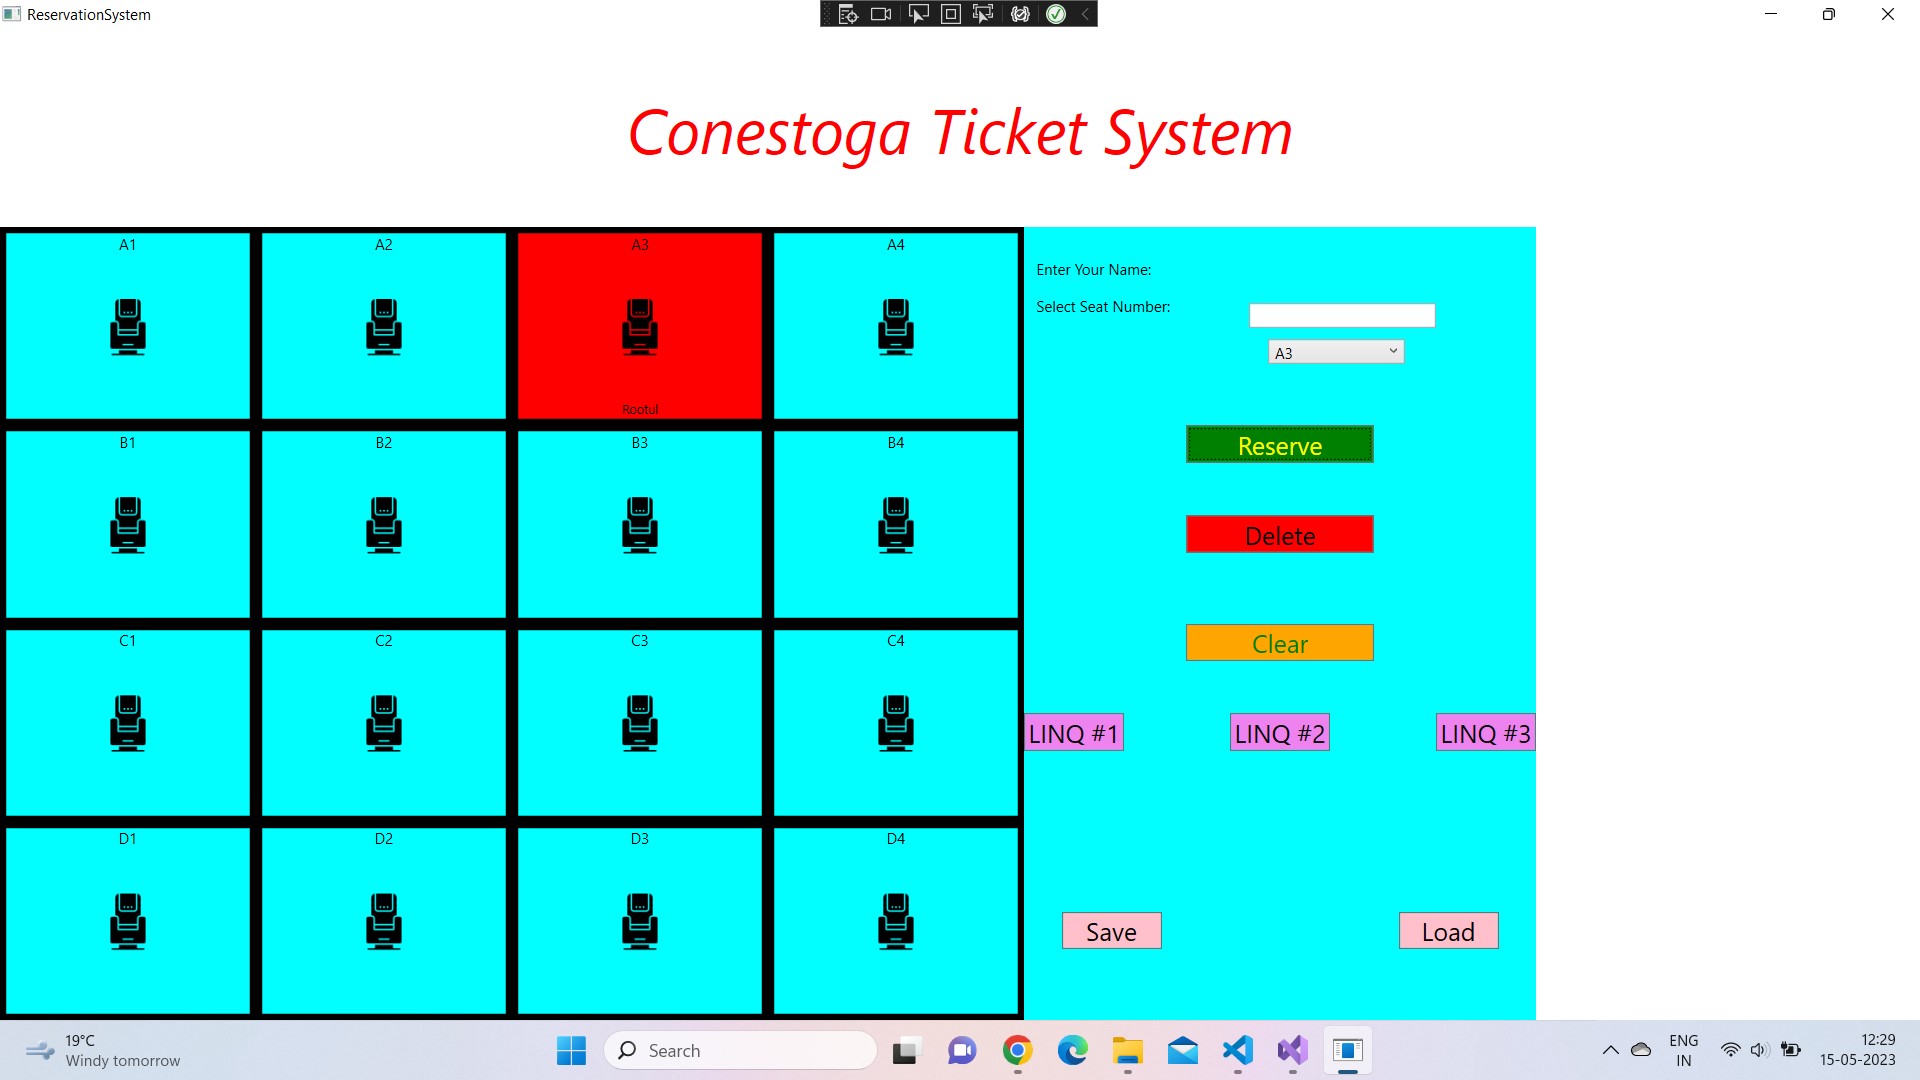 ReservationSystem
Conestoga Ticket System
A1 A2 A3 A4
Rootul
B1 B2 B3 B4
C1 C2 C3 C4
D1 D2 D3 D4
Enter Your Name:
Select Seat Number:
A3
Reserve
Delete
Clear
LINQ #1 LINQ #2 LINQ #3
Save Load
19°C
Windy tomorrow
Search
ENG
IN
12:29
15-05-2023